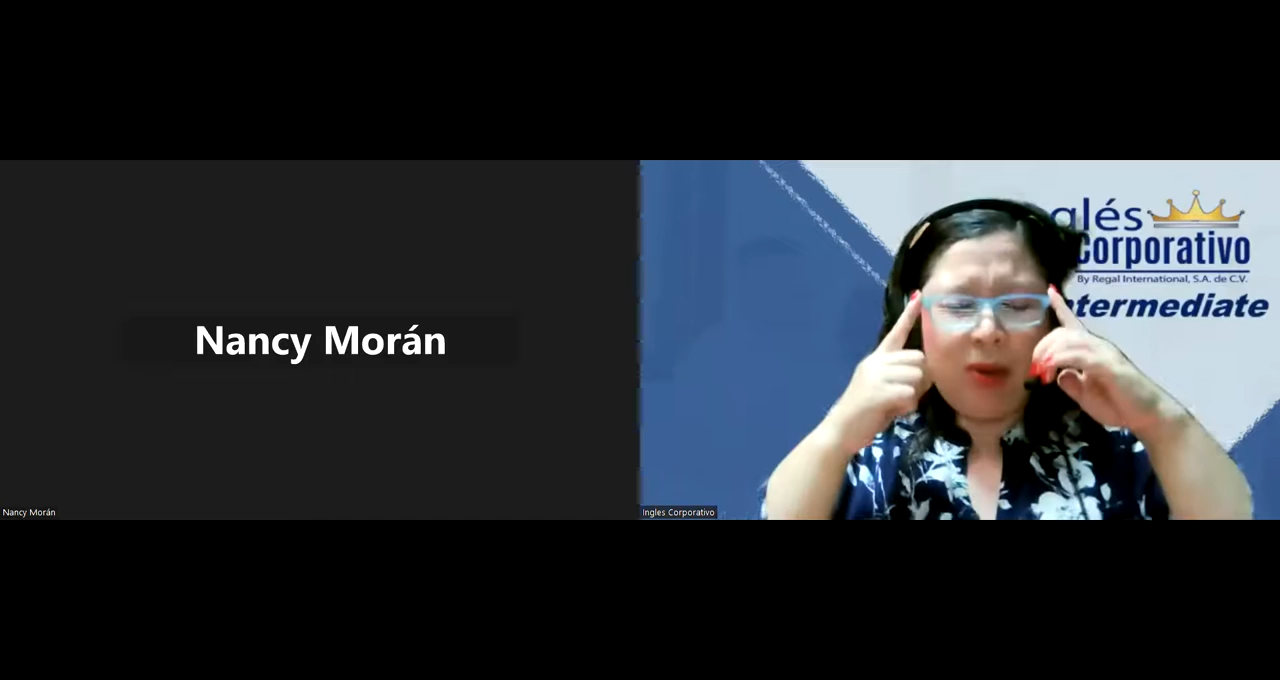 Nancy Morán
Nancy Morán
glés
Corporativo
By Regal International, S.A. de C.V.
ntermediate
Ingles Corporativo